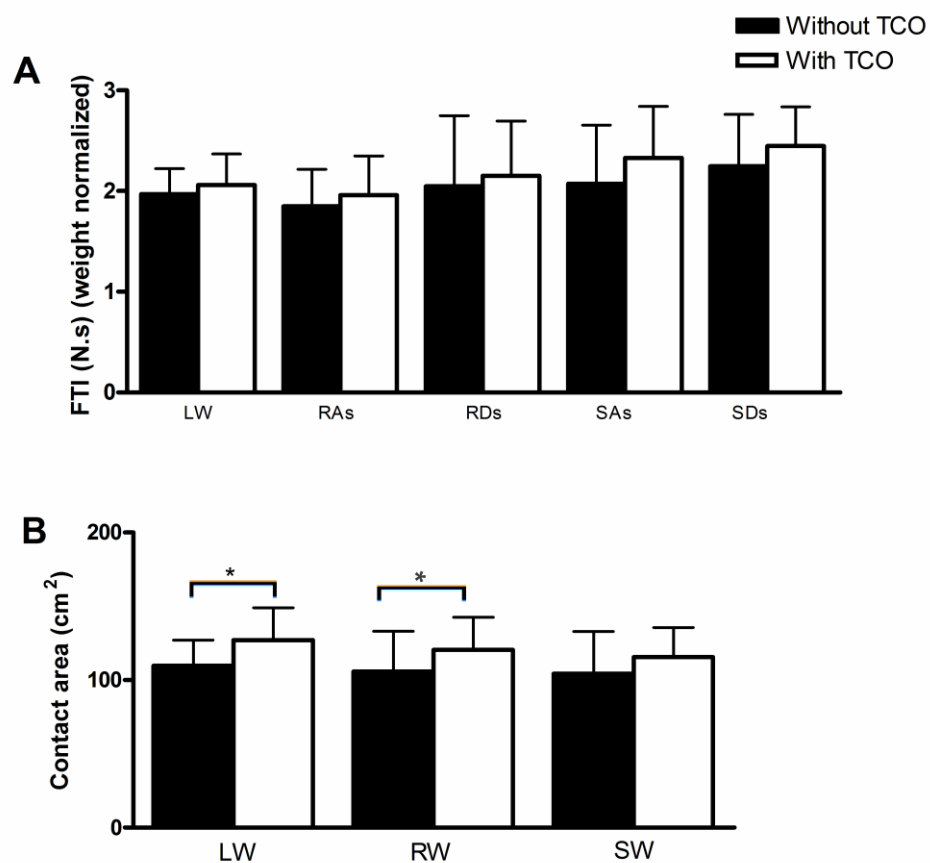 Without TCO
With TCO
A
FTI (N.s) (weight normalized)
3
2
1
0
LW RAs RDs SAs SDs
B
Contact area (cm²)
200
100
0
* *
LW RW SW